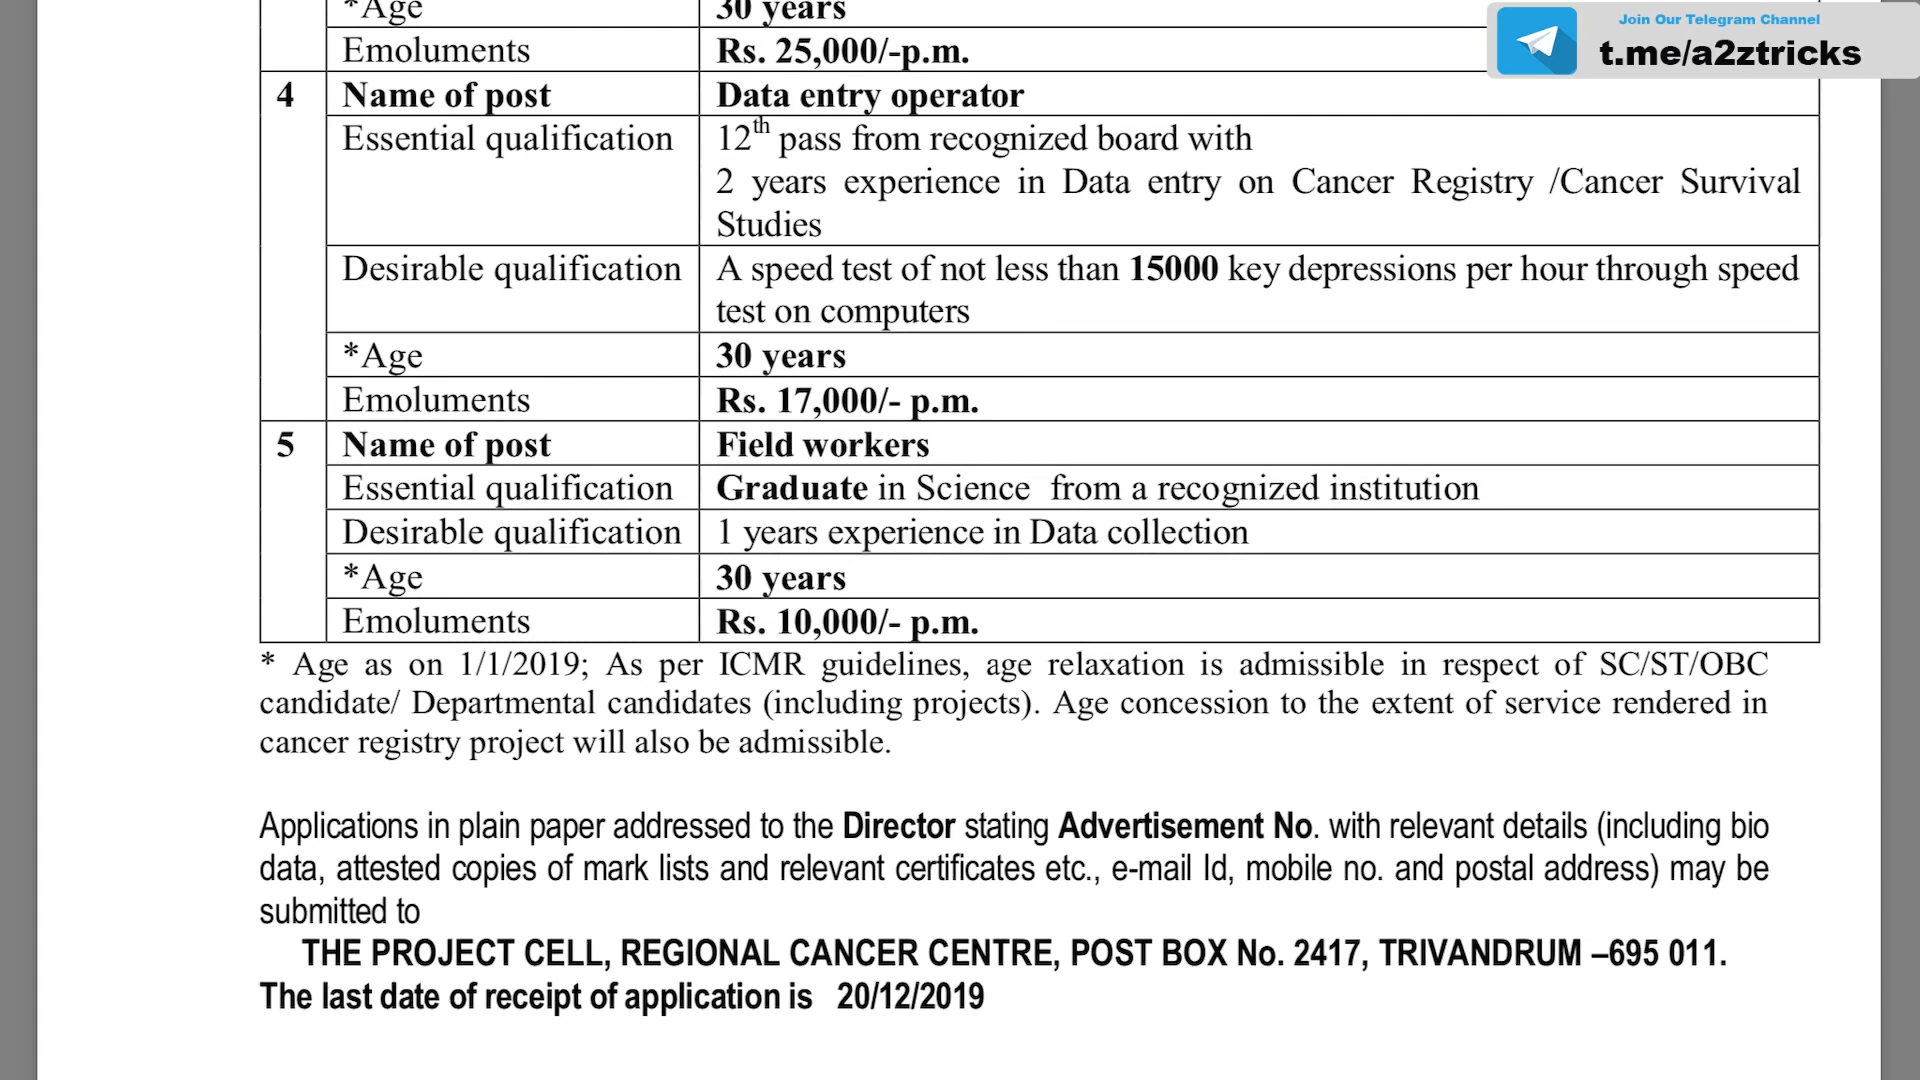 *Age 30 years
Join Our Telegram Channel
t.me/a2ztricks
Emoluments Rs. 25,000/-p.m.
4 Name of post Data entry operator
Essential qualification 12th pass from recognized board with
2 years experience in Data entry on Cancer Registry /Cancer Survival
Studies
Desirable qualification A speed test of not less than 15000 key depressions per hour through speed
test on computers
*Age 30 years
Emoluments Rs. 17,000/- p.m.
5 Name of post Field workers
Essential qualification Graduate in Science from a recognized institution
Desirable qualification 1 years experience in Data collection
*Age 30 years
Emoluments Rs. 10,000/- p.m.
* Age as on 1/1/2019; As per ICMR guidelines, age relaxation is admissible in respect of SC/ST/OBC
candidate/ Departmental candidates (including projects). Age concession to the extent of service rendered in
cancer registry project will also be admissible.
Applications in plain paper addressed to the Director stating Advertisement No. with relevant details (including bio
data, attested copies of mark lists and relevant certificates etc., e-mail Id, mobile no. and postal address) may be
submitted to
THE PROJECT CELL, REGIONAL CANCER CENTRE, POST BOX No. 2417, TRIVANDRUM –695 011.
The last date of receipt of application is 20/12/2019